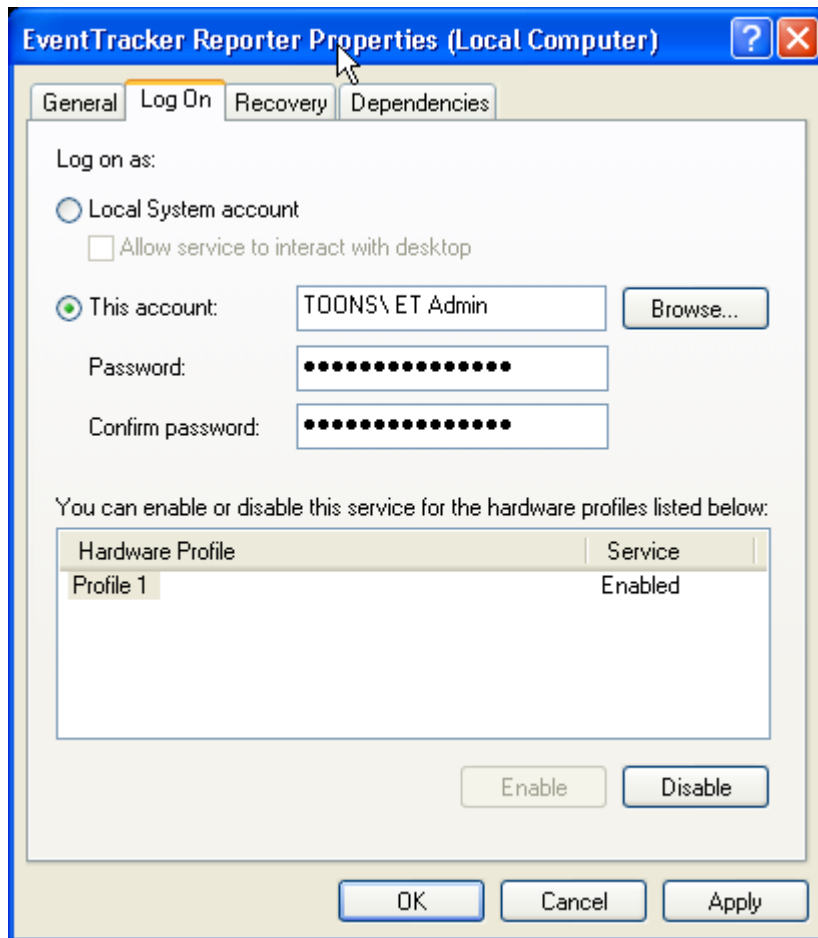 EventTracker Reporter Properties (Local Computer) ?
General Log On Recovery Dependencies
Log on as:
Local System account
Allow service to interact with desktop
This account: TOONS\ ET Admin Browse...
Password: ●●●●●●●●●●●●●●●
Confirm password: ●●●●●●●●●●●●●●●
You can enable or disable this service for the hardware profiles listed below:
Hardware Profile Service
Profile 1 Enabled
Enable Disable
OK Cancel Apply